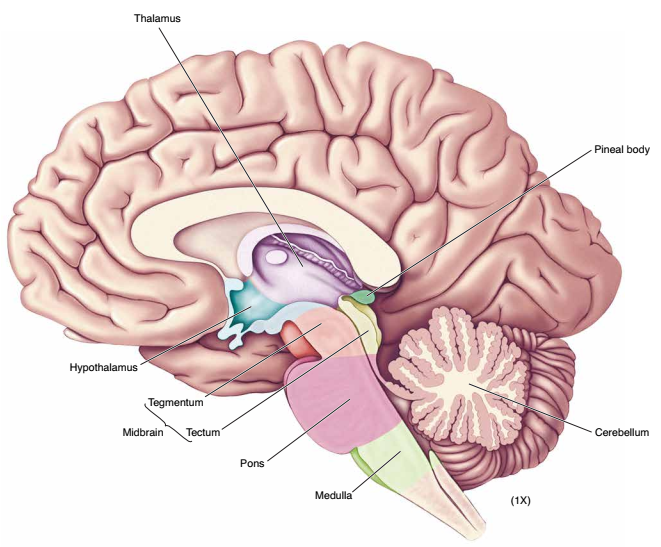 Thalamus
Pineal body
Hypothalamus
Tegmentum
Midbrain
Tectum
Cerebellum
Pons
Medulla
(1X)